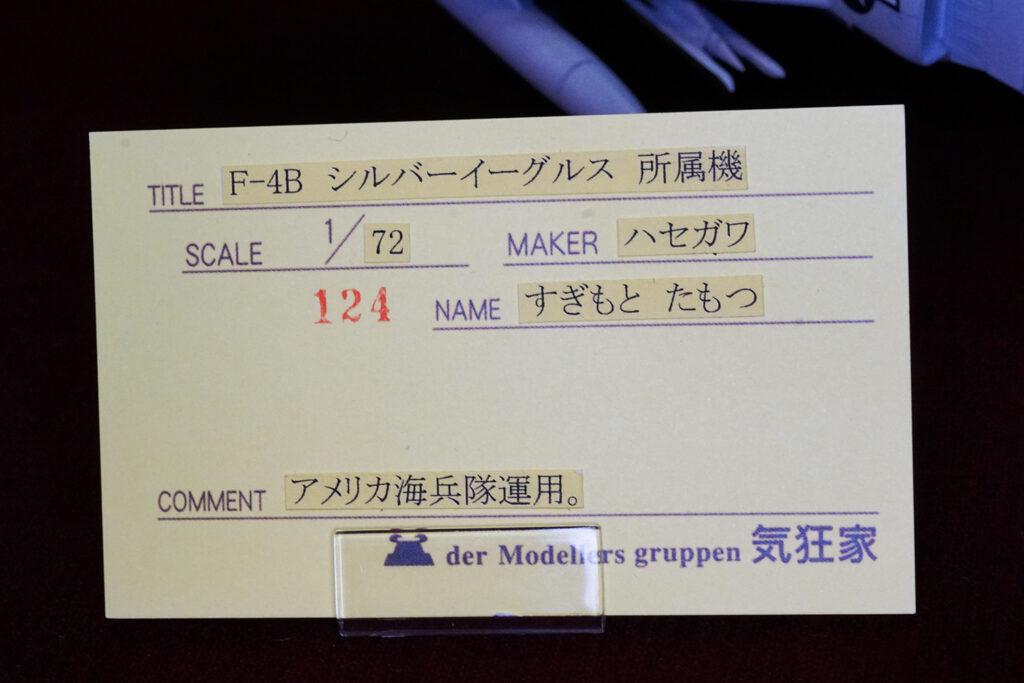 TITLE F-4B シルバーイーグルス 所属機
SCALE 1/72 MAKER ハセガワ
124 NAME すぎもと たもつ
COMMENT アメリカ海兵隊運用。
der Modellers gruppen 気狂家